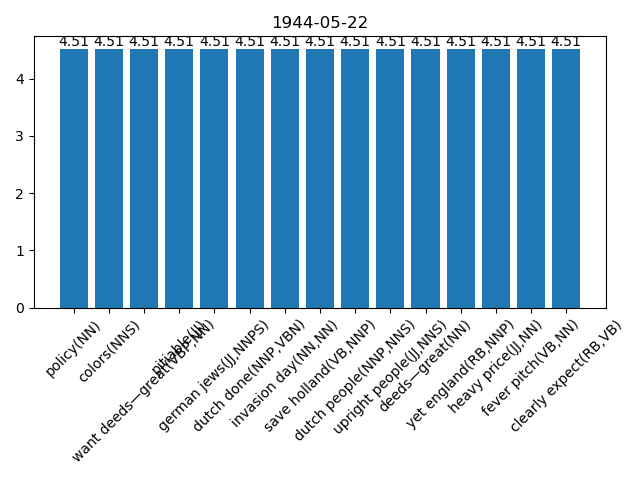 1944-05-22
4.51 4.51 4.51 4.51 4.51 4.51 4.51 4.51 4.51 4.51 4.51 4.51 4.51 4.51 4.51
4
3
2
1
0
policy(NN)
colors(NNS)
want deeds—great(VBP,NN)
pitiable(JJ)
german jews(JJ,NNPS)
dutch done(NNP,VBN)
invasion day(NN,NN)
save holland(VB,NNP)
dutch people(NNP,NNS)
upright people(JJ,NNS)
deeds—great(NN)
yet england(RB,NNP)
heavy price(JJ,NN)
fever pitch(VB,NN)
clearly expect(RB,VB)